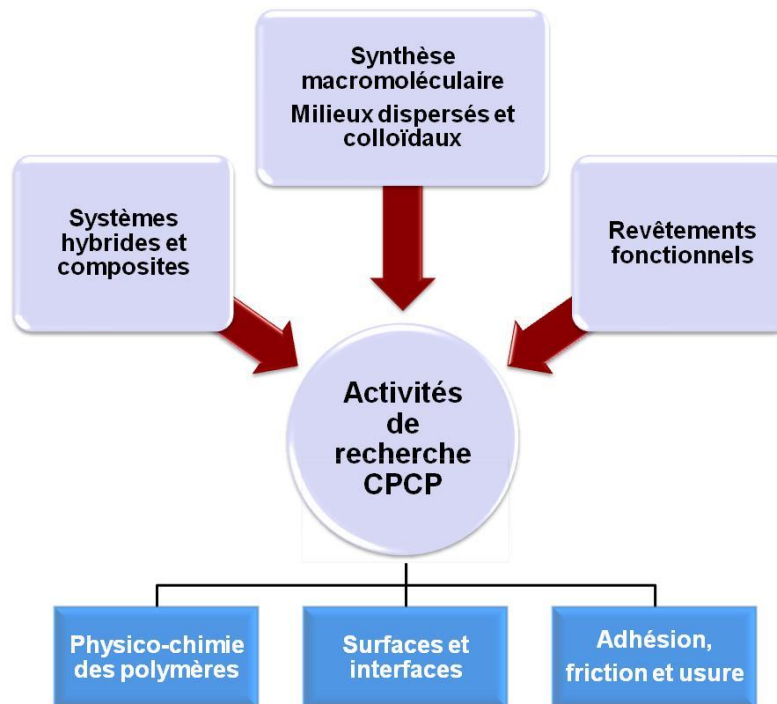 Synthèse
macromoléculaire
Milieux dispersés et
colloïdaux
Systèmes
hybrides et
composites
Revêtements
fonctionnels
Activités
de
recherche
CPCP
Physico-chimie
des polymères
Surfaces et
interfaces
Adhésion,
friction et usure